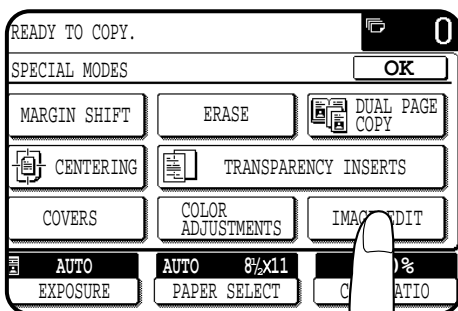 READY TO COPY. 0
SPECIAL MODES OK
MARGIN SHIFT ERASE DUAL PAGE
COPY
CENTERING TRANSPARENCY INSERTS
COVERS COLOR
ADJUSTMENTS EDIT
AUTO AUTO 8½x11 %
EXPOSURE PAPER SELECT